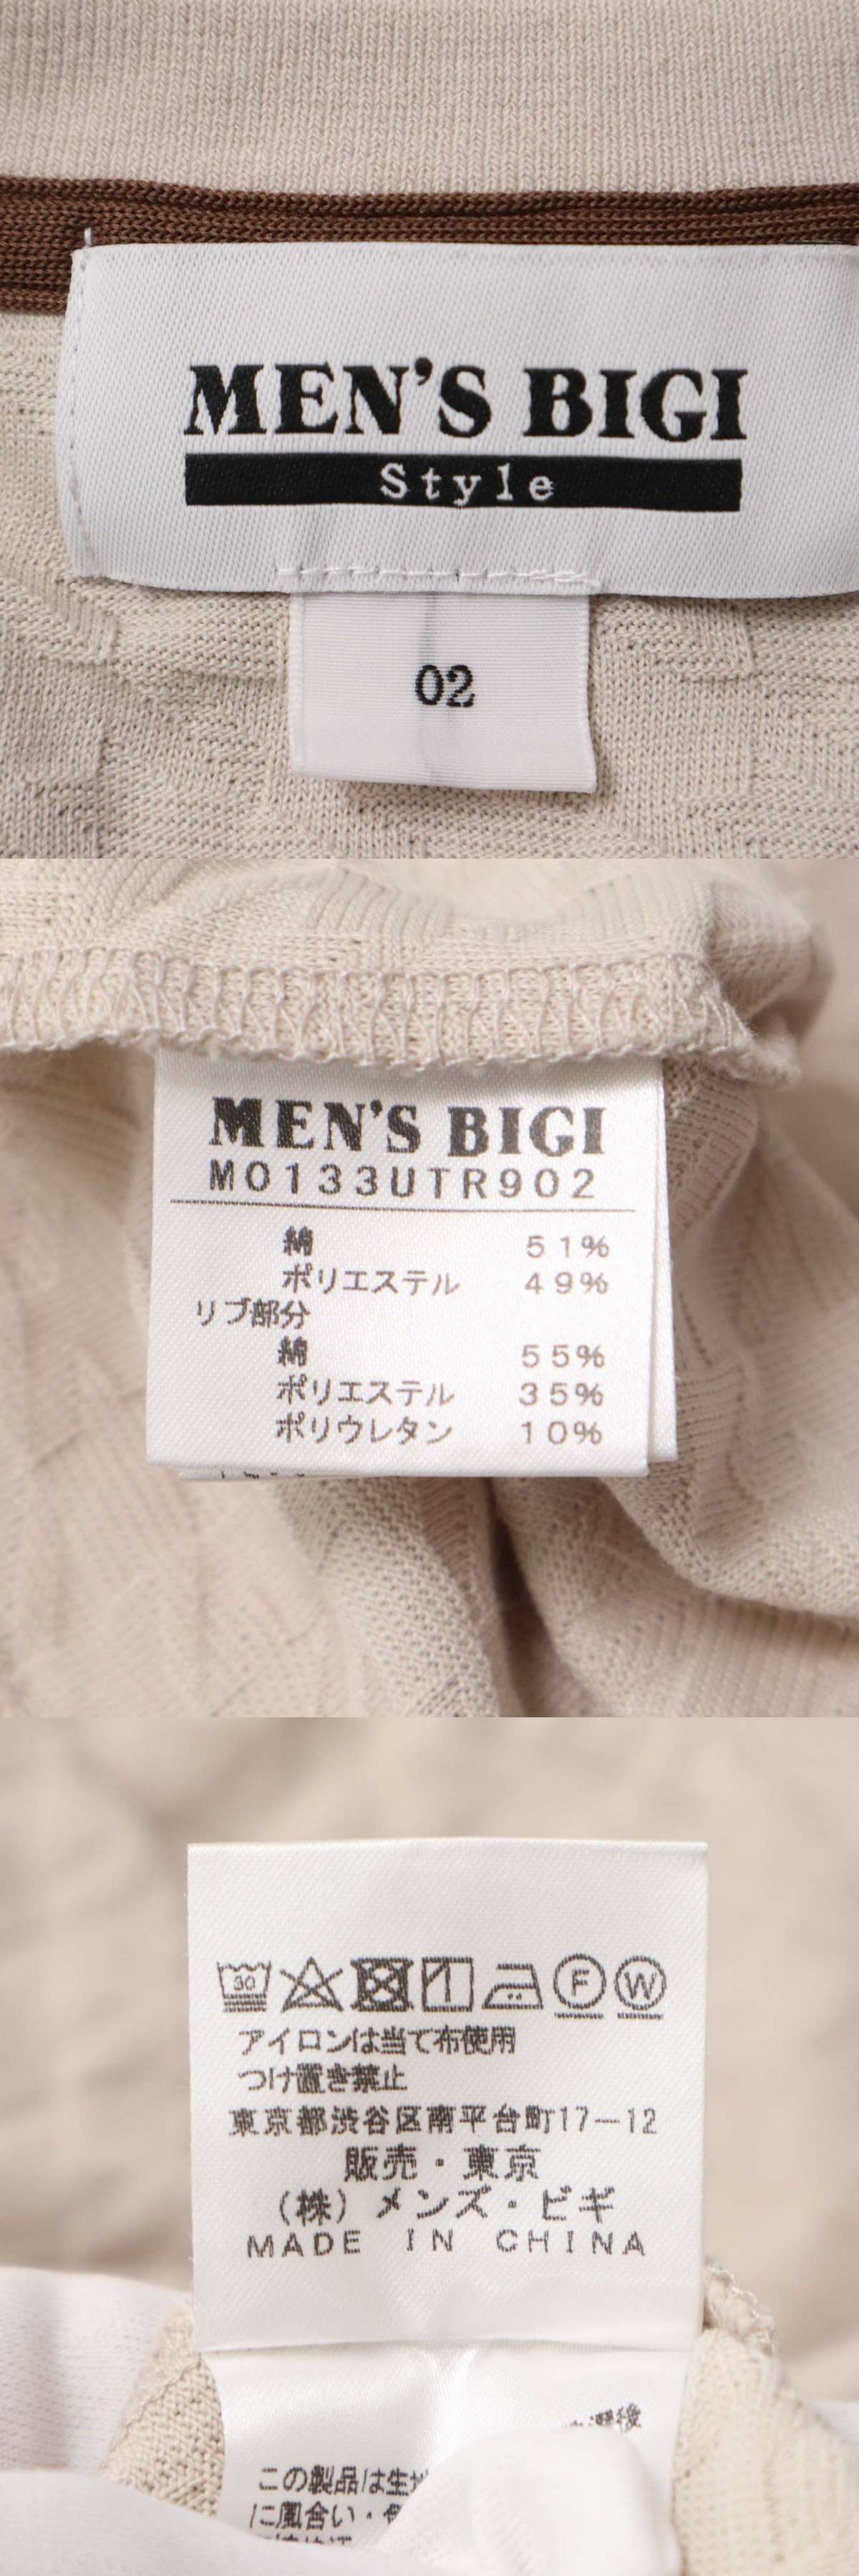 MEN'S BIGI
Style
02
MEN'S BIGI
M0133UTR902
綿 51%
ポリエステル 49%
リブ部分
綿 55%
ポリエステル 35%
ポリウレタン 10%
30 F W
アイロンは当て布使用
つけ置き禁止
東京都渋谷区南平台町17-12
販売・東京
(株)メンズ・ビギ
MADE IN CHINA
後
この製品は生地
に風合い・色